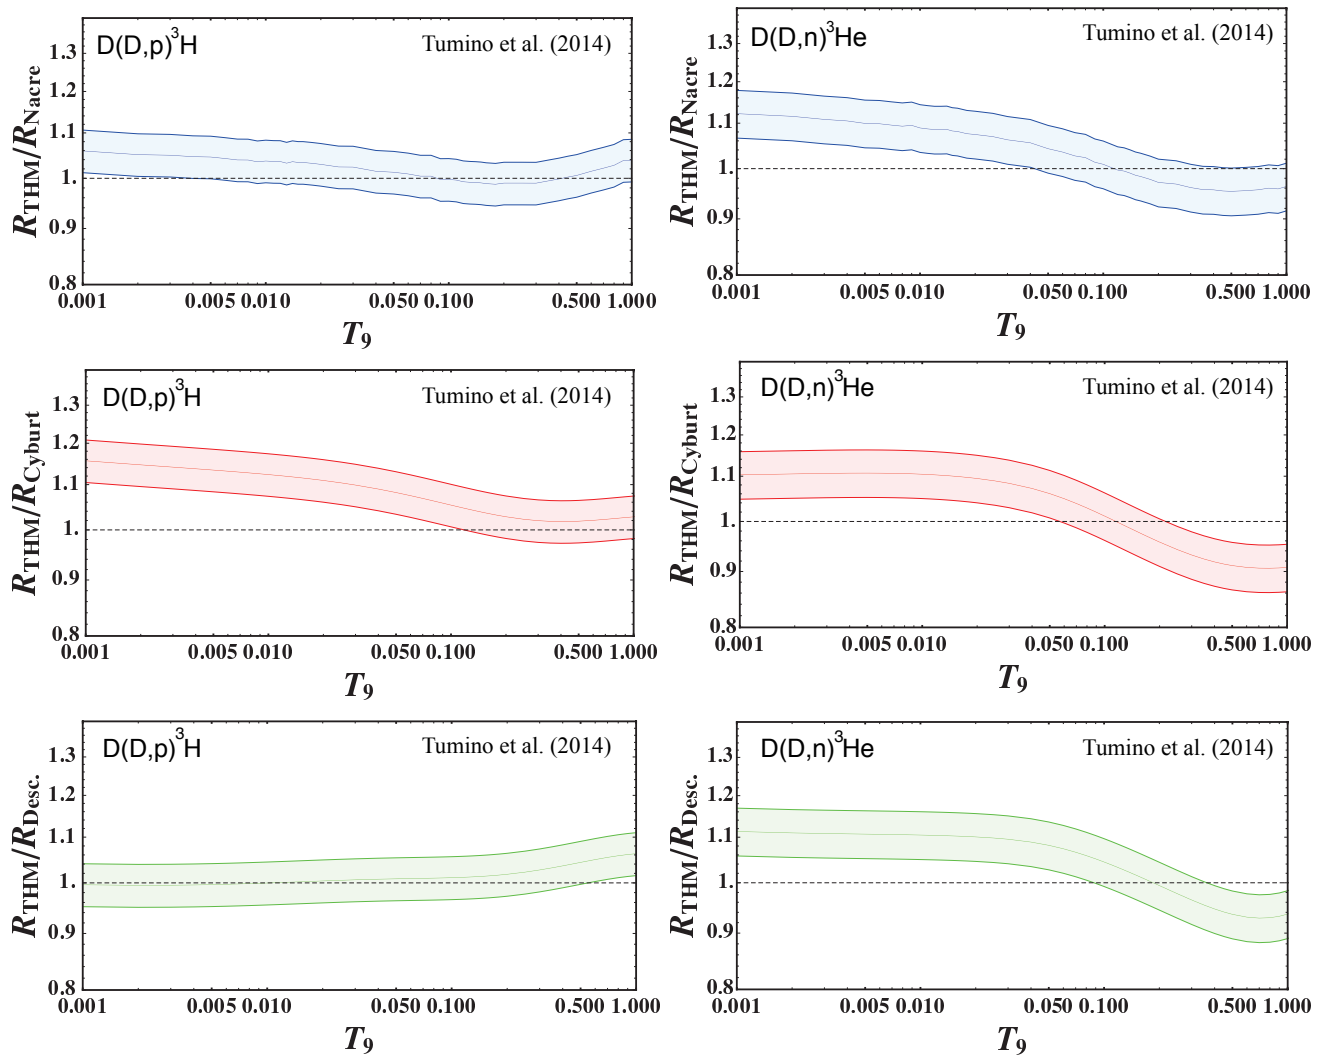 D(D,p)³H
Tumino et al. (2014)
R_THM/R_Nacre
1.3
1.2
1.1
1.
0.9
0.8
0.001 0.005 0.010 0.050 0.100 0.500 1.000
T₉
D(D,n)³He
Tumino et al. (2014)
R_THM/R_Nacre
1.3
1.2
1.1
1.
0.9
0.8
0.001 0.005 0.010 0.050 0.100 0.500 1.000
T₉
D(D,p)³H
Tumino et al. (2014)
R_THM/R_Cyburt
1.3
1.2
1.1
1.
0.9
0.8
0.001 0.005 0.010 0.050 0.100 0.500 1.000
T₉
D(D,n)³He
Tumino et al. (2014)
R_THM/R_Cyburt
1.3
1.2
1.1
1.
0.9
0.8
0.001 0.005 0.010 0.050 0.100 0.500 1.000
T₉
D(D,p)³H
Tumino et al. (2014)
R_THM/R_Desc.
1.3
1.2
1.1
1.
0.9
0.8
0.001 0.005 0.010 0.050 0.100 0.500 1.000
T₉
D(D,n)³He
Tumino et al. (2014)
R_THM/R_Desc.
1.3
1.2
1.1
1.
0.9
0.8
0.001 0.005 0.010 0.050 0.100 0.500 1.000
T₉